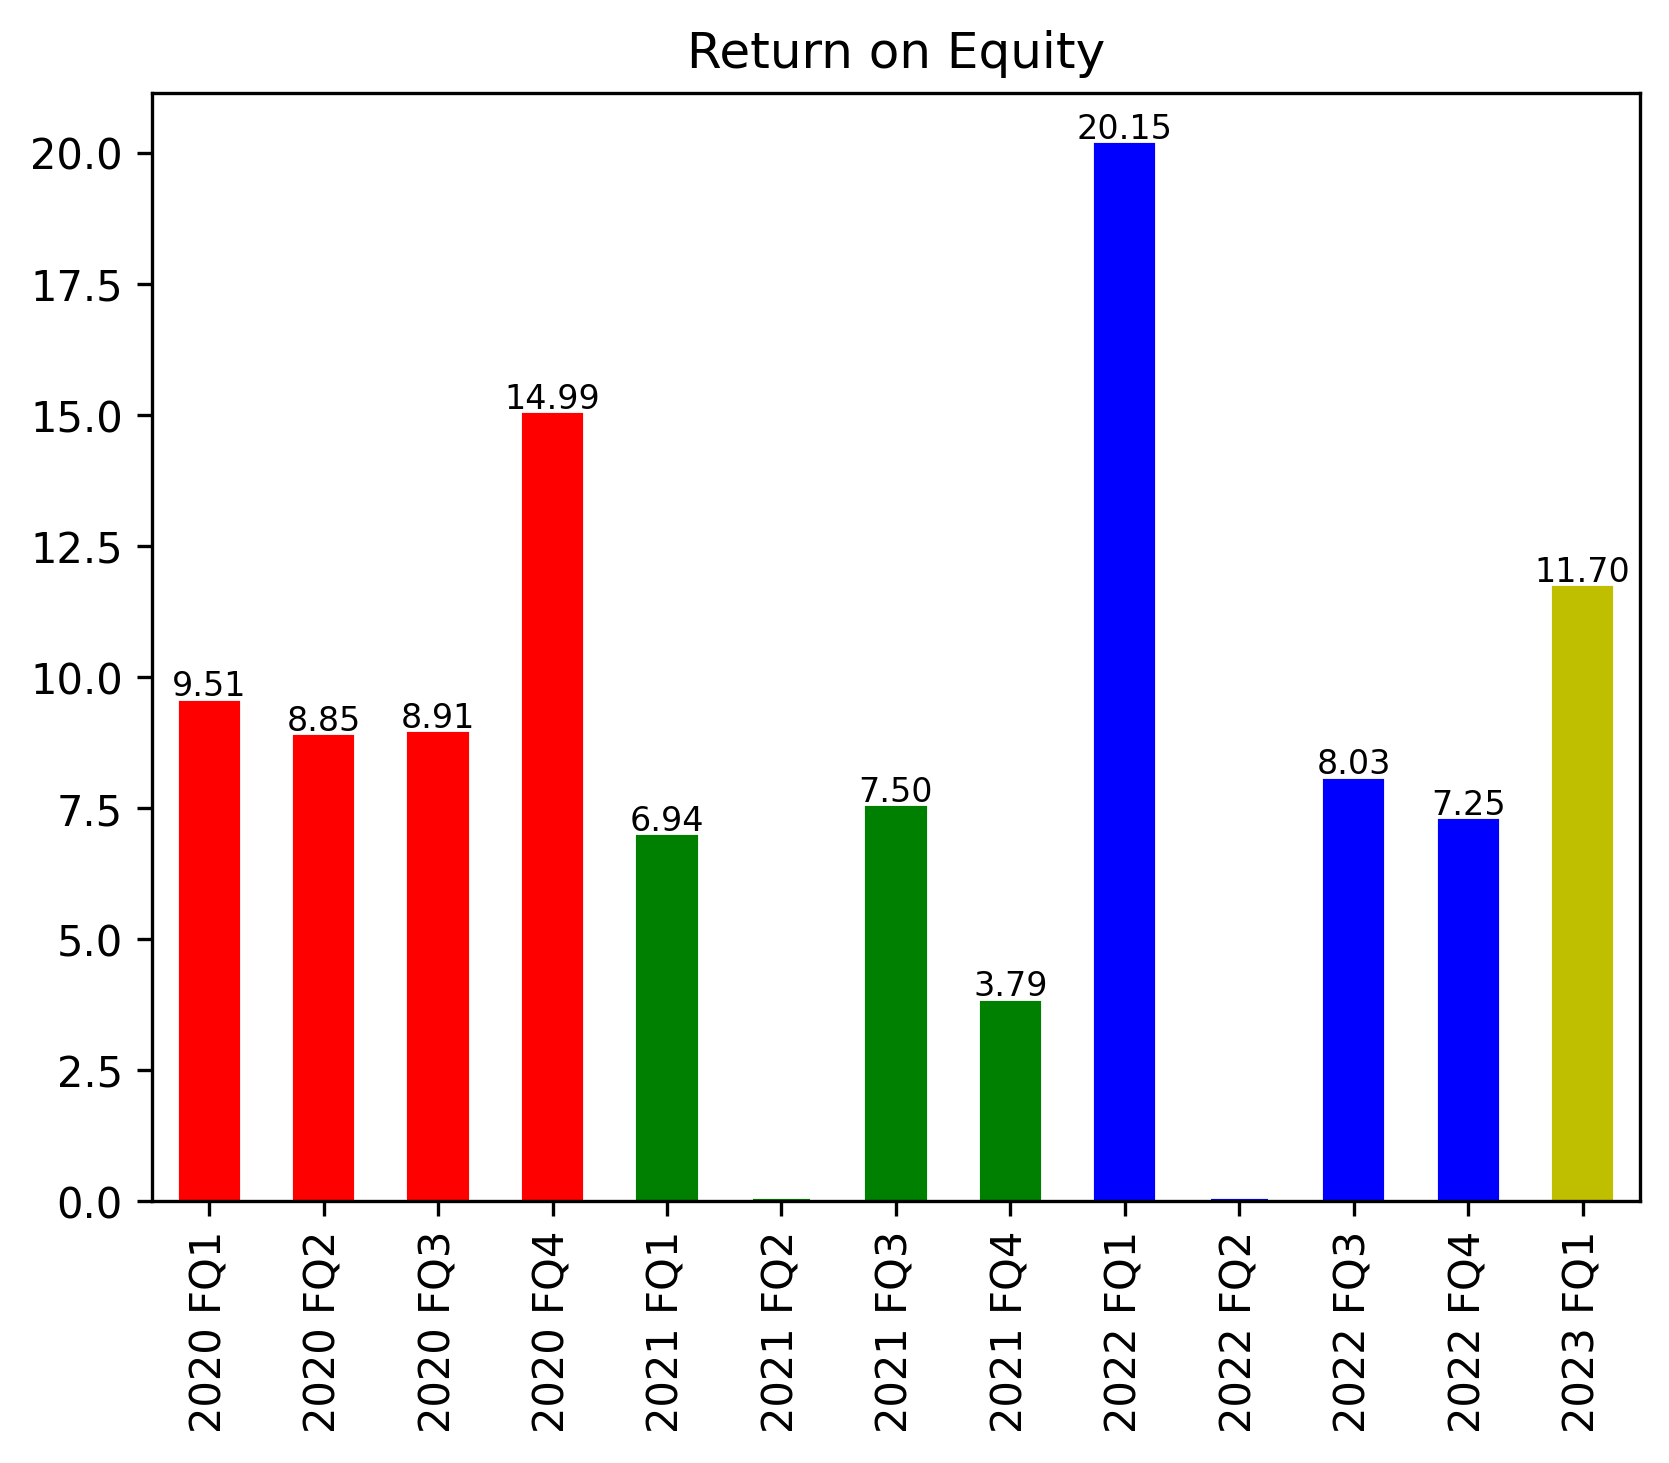 Return on Equity
20.0
17.5
15.0
12.5
10.0
7.5
5.0
2.5
0.0
9.51
8.85
8.91
14.99
6.94
7.50
3.79
20.15
8.03
7.25
11.70
2020 FQ1
2020 FQ2
2020 FQ3
2020 FQ4
2021 FQ1
2021 FQ2
2021 FQ3
2021 FQ4
2022 FQ1
2022 FQ2
2022 FQ3
2022 FQ4
2023 FQ1